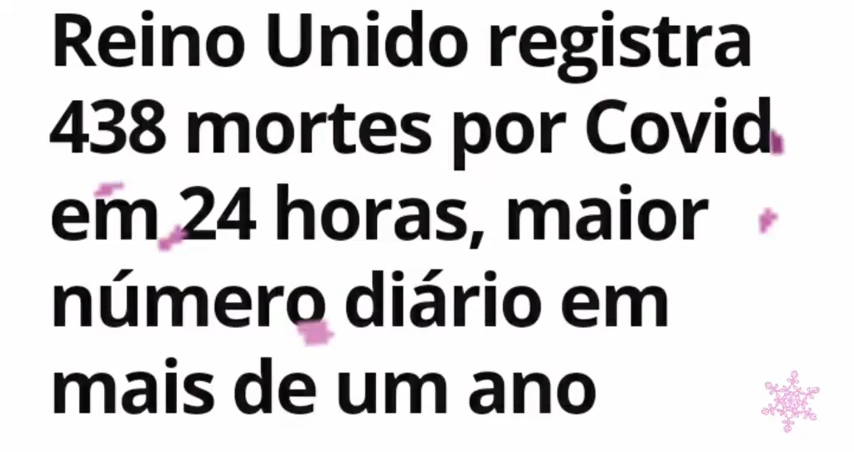 Reino Unido registra
438 mortes por Covid
em 24 horas, maior
número diário em
mais de um ano